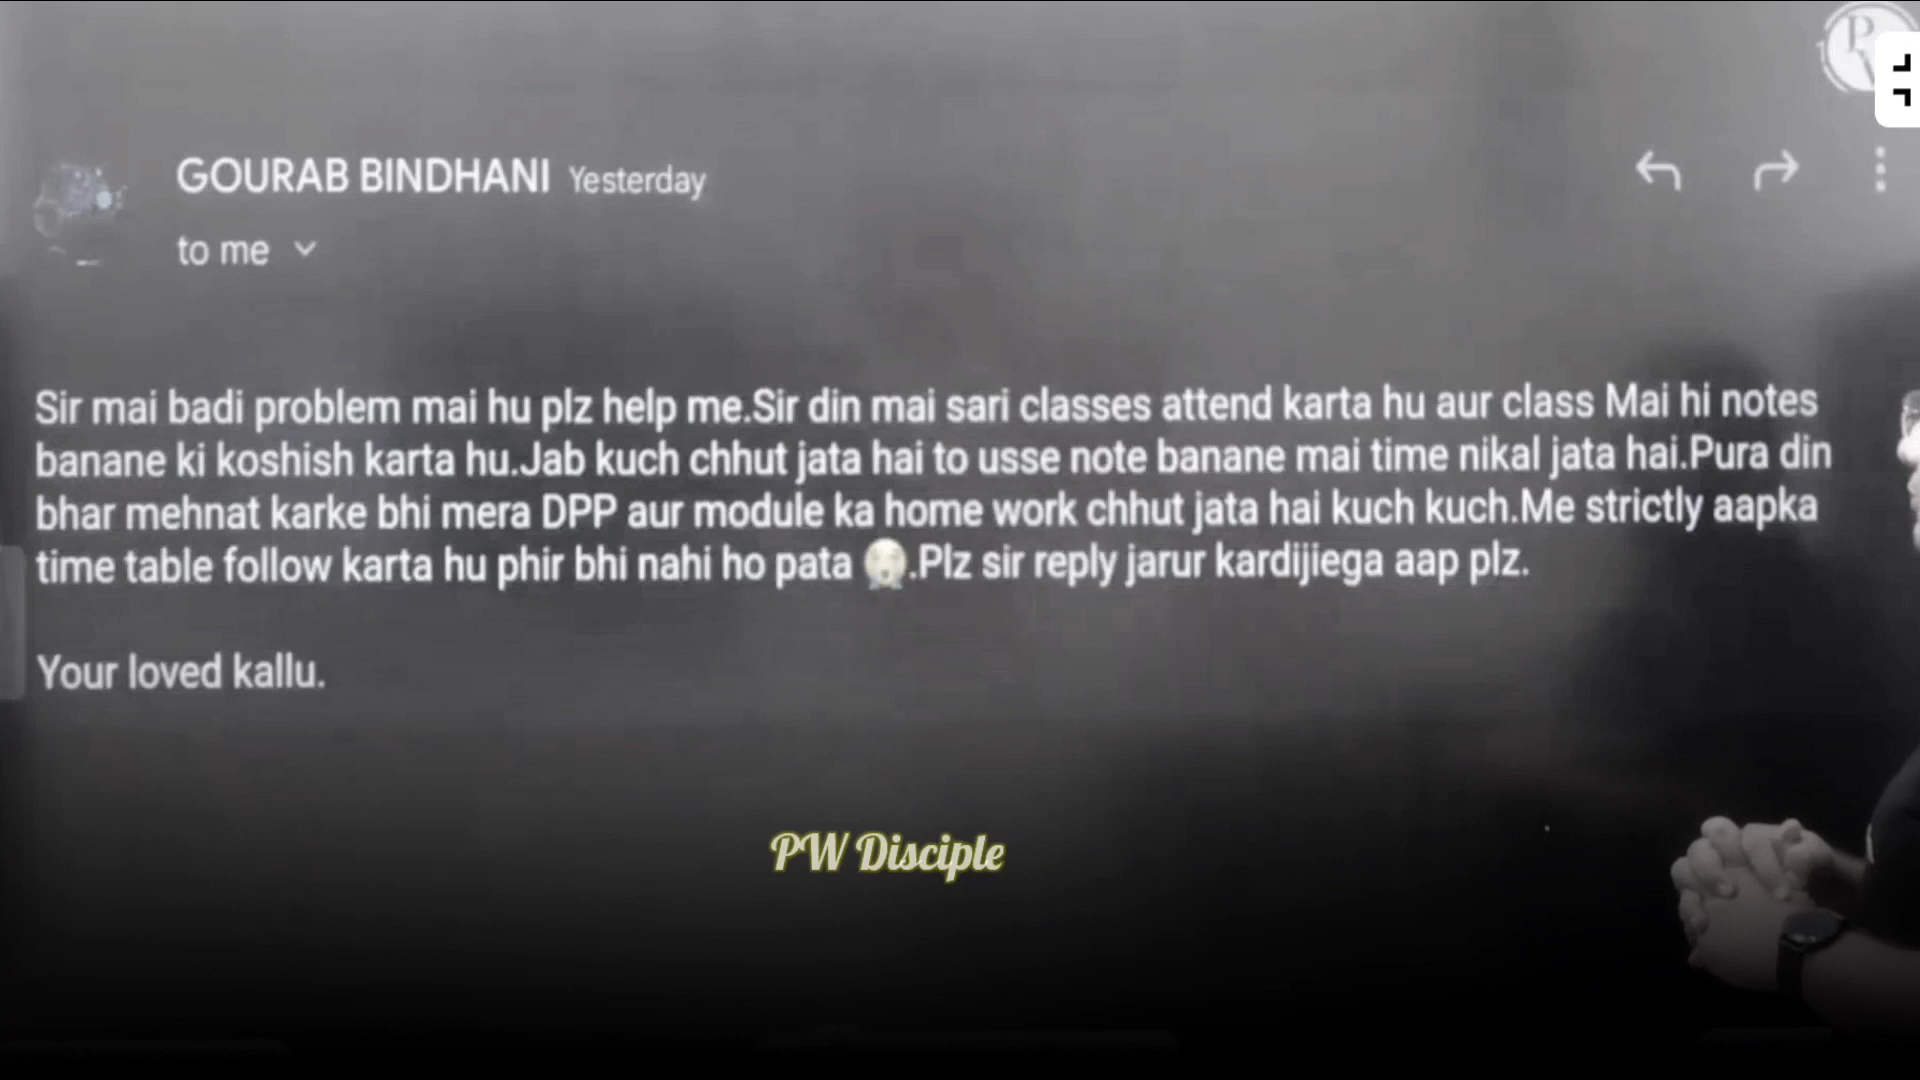 P
W
GOURAB BINDHANI Yesterday
to me
Sir mai badi problem mai hu plz help me.Sir din mai sari classes attend karta hu aur class Mai hi notes
banane ki koshish karta hu.Jab kuch chhut jata hai to usse note banane mai time nikal jata hai.Pura din
bhar mehnat karke bhi mera DPP aur module ka home work chhut jata hai kuch kuch.Me strictly aapka
time table follow karta hu phir bhi nahi ho pata 😭.Plz sir reply jarur kardijiega aap plz.
Your loved kallu.
PW Disciple